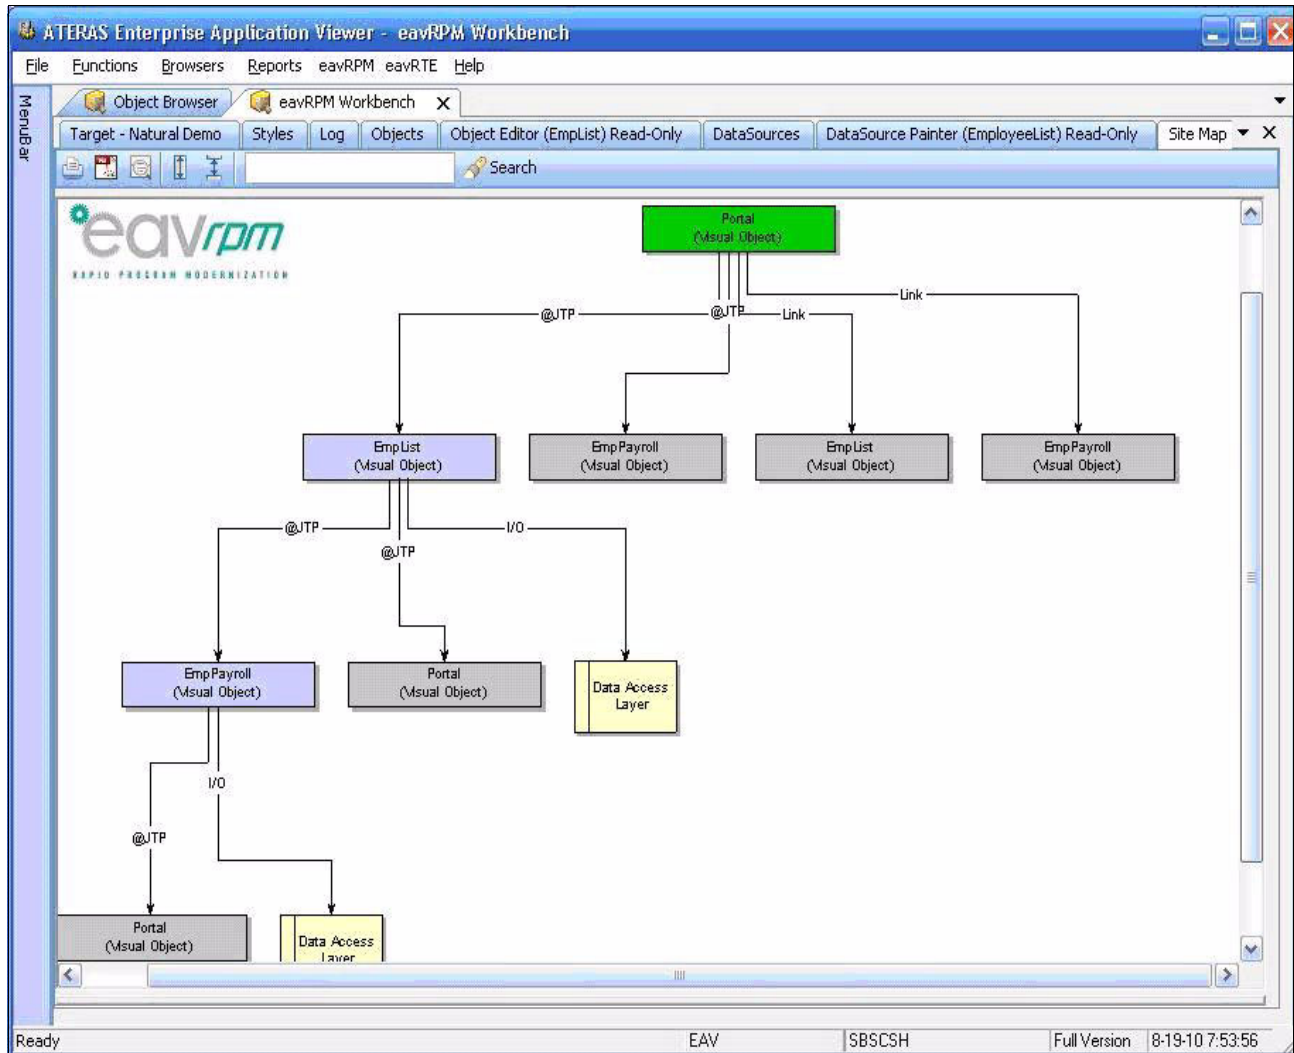 ATERAS Enterprise Application Viewer - eavRPM Workbench
File Functions Browsers Reports eavRPM eavRTE Help
MenuBar
Object Browser eavRPM Workbench X
Target - Natural Demo Styles Log Objects Object Editor (EmpList) Read-Only DataSources DataSource Painter (EmployeeList) Read-Only Site Map
Search
eavrpm
RAPID PROGRAM MODERNIZATION
Portal
(Visual Object)
Link
@JTP @JTP Link
EmpList
(Visual Object)
EmpPayroll
(Visual Object)
EmpList
(Visual Object)
EmpPayroll
(Visual Object)
@JTP I/O
@JTP
EmpPayroll
(Visual Object)
Portal
(Visual Object)
Data Access
Layer
I/O
@JTP
Portal
(Visual Object)
Data Access
Layer
Ready EAV SBSCSH Full Version 8-19-10 7:53:56